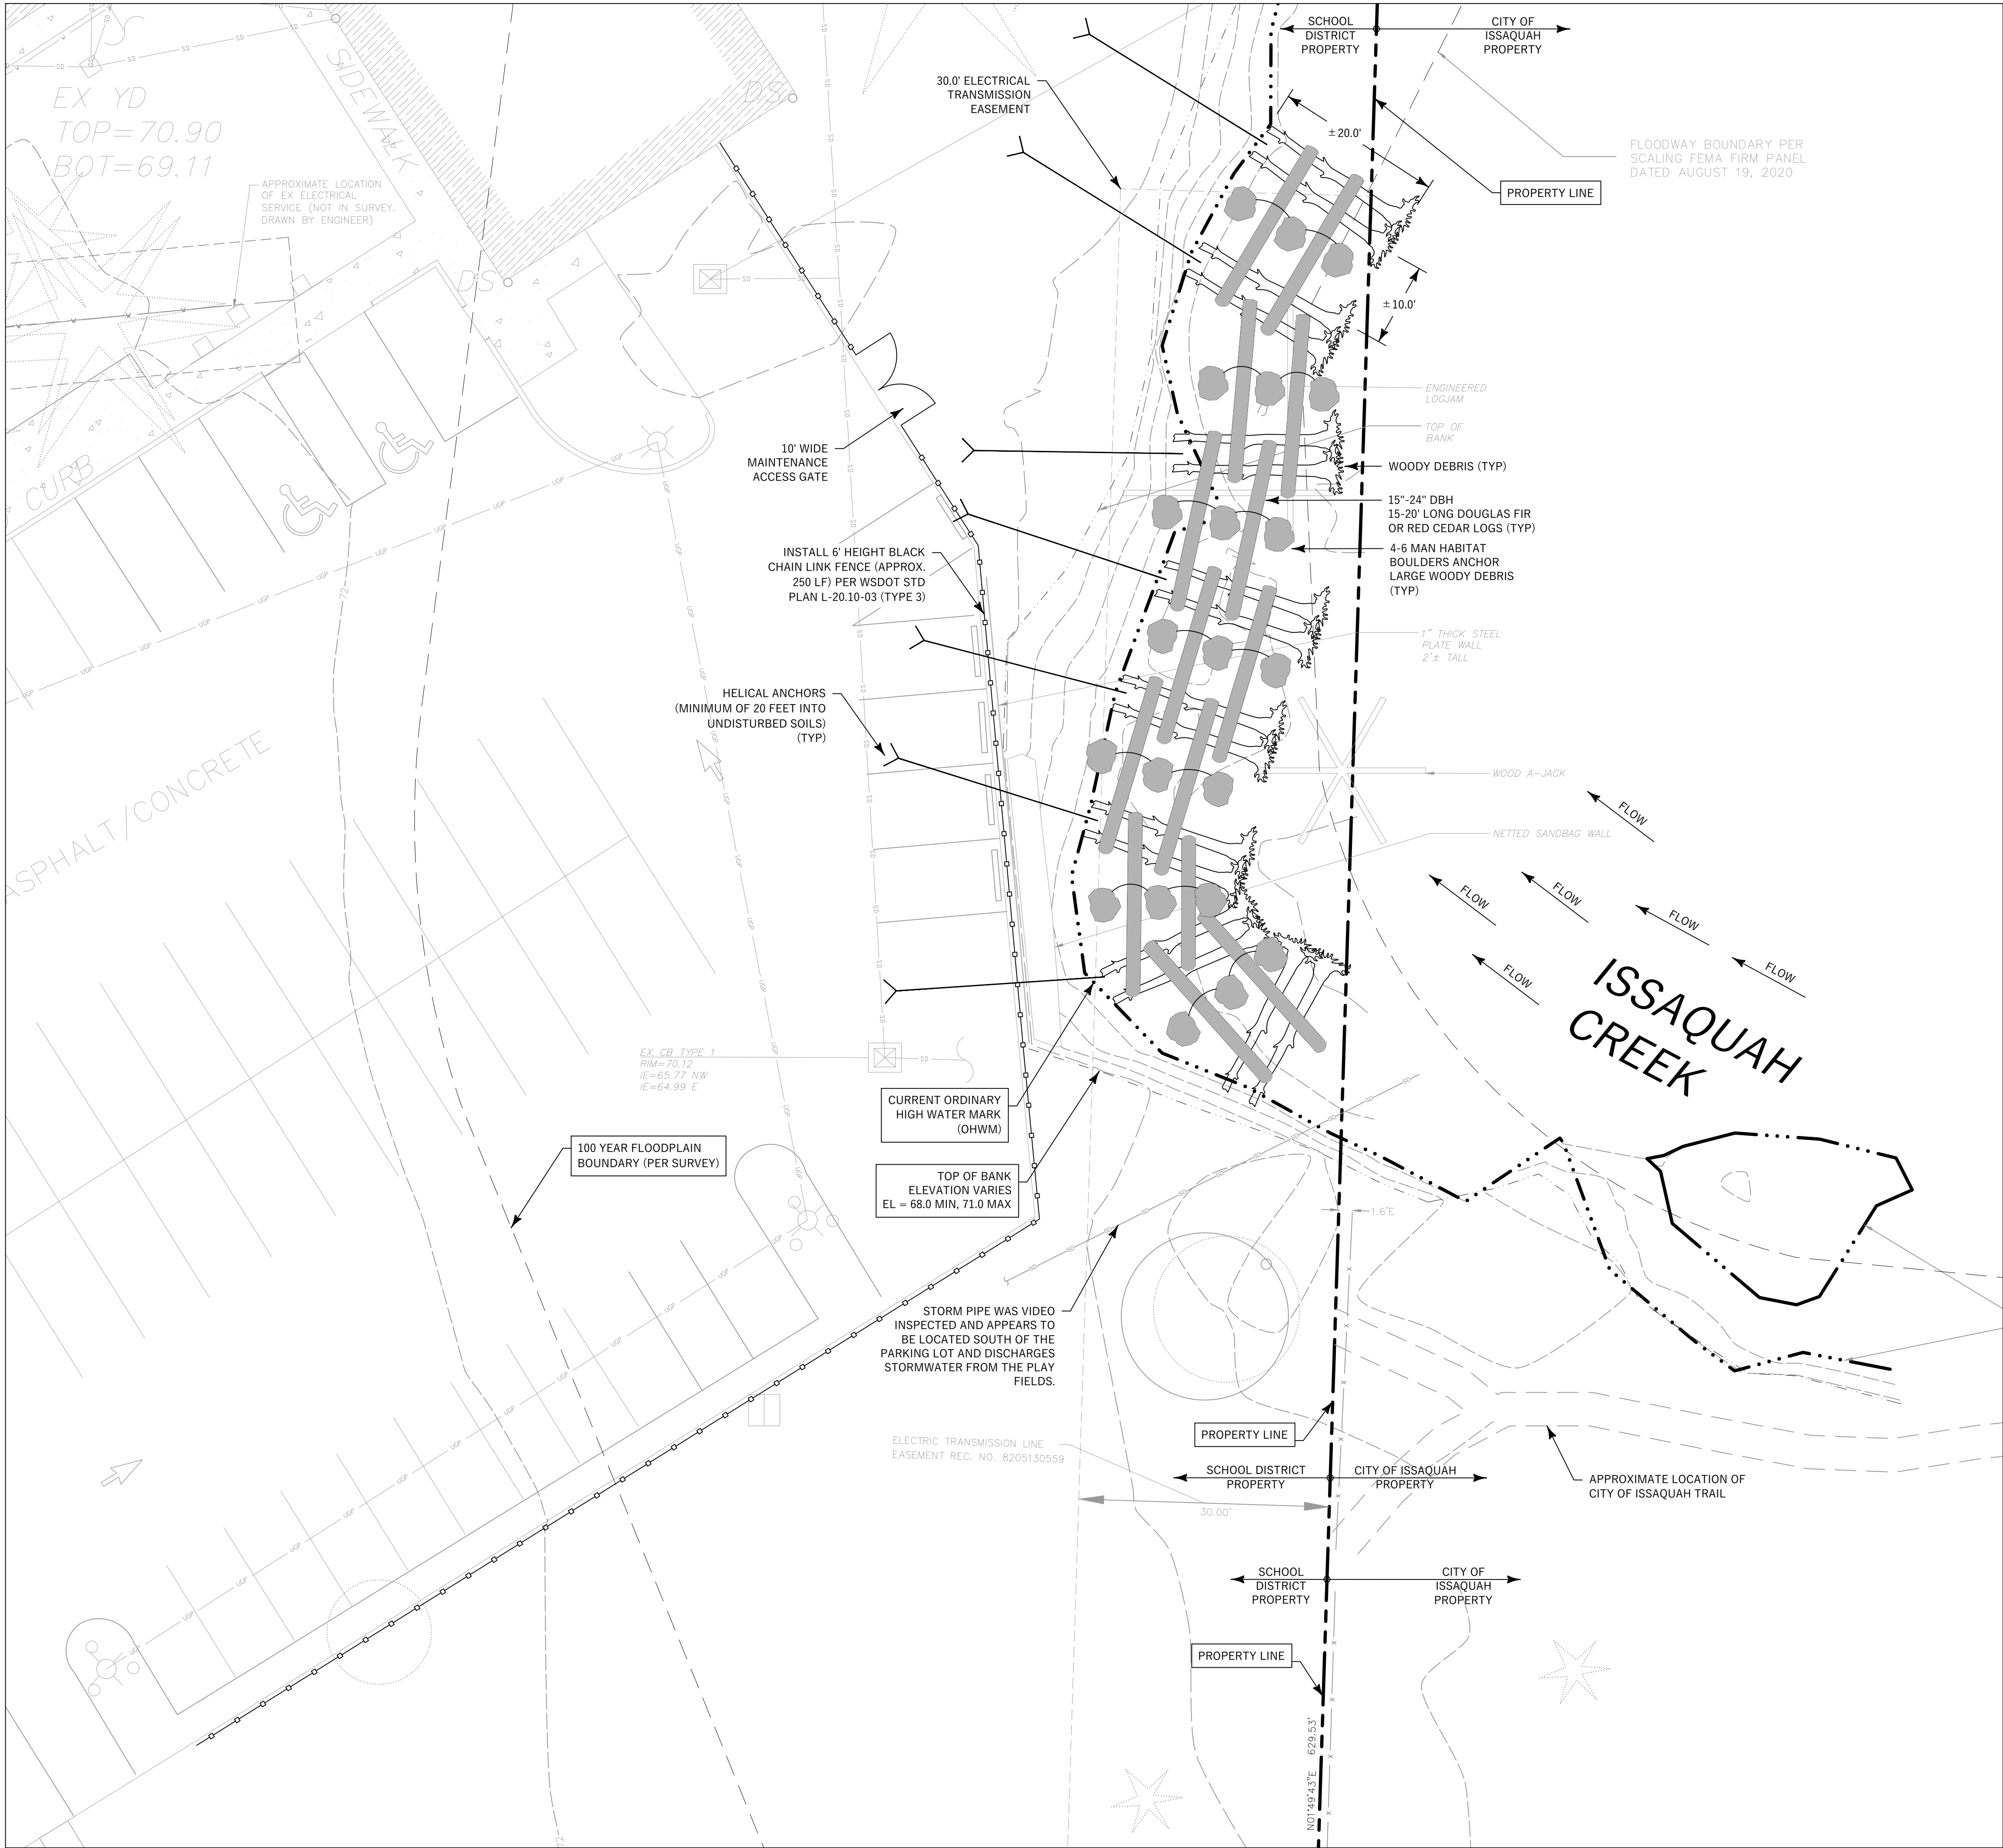 SCHOOL
DISTRICT
PROPERTY
CITY OF
ISSAQUAH
PROPERTY
30.0' ELECTRICAL
TRANSMISSION
EASEMENT
±20.0'
EX YD
TOP=70.90
BOT=69.11
SIDEWALK
DS
FLOODWAY BOUNDARY PER
SCALING FEMA FIRM PANEL
DATED AUGUST 19, 2020
PROPERTY LINE
APPROXIMATE LOCATION
OF EX ELECTRICAL
SERVICE (NOT IN SURVEY.
DRAWN BY ENGINEER)
DS
±10.0'
ENGINEERED
LOGJAM
TOP OF
BANK
10' WIDE
MAINTENANCE
ACCESS GATE
WOODY DEBRIS (TYP)
CURB
15"-24" DBH
15-20' LONG DOUGLAS FIR
OR RED CEDAR LOGS (TYP)
4-6 MAN HABITAT
BOULDERS ANCHOR
LARGE WOODY DEBRIS
(TYP)
INSTALL 6' HEIGHT BLACK
CHAIN LINK FENCE (APPROX.
250 LF) PER WSDOT STD
PLAN L-20.10-03 (TYPE 3)
72
1" THICK STEEL
PLATE WALL
2'± TALL
HELICAL ANCHORS
(MINIMUM OF 20 FEET INTO
UNDISTURBED SOILS)
(TYP)
ASPHALT/CONCRETE
WOOD A-JACK
NETTED SANDBAG WALL
FLOW
FLOW
FLOW
FLOW
FLOW
FLOW
ISSAQUAH
CREEK
EX. CB TYPE 1
RIM=70.12
IE=65.77 NW
IE=64.99 E
CURRENT ORDINARY
HIGH WATER MARK
(OHWM)
100 YEAR FLOODPLAIN
BOUNDARY (PER SURVEY)
TOP OF BANK
ELEVATION VARIES
EL = 68.0 MIN, 71.0 MAX
1.6'E
STORM PIPE WAS VIDEO
INSPECTED AND APPEARS TO
BE LOCATED SOUTH OF THE
PARKING LOT AND DISCHARGES
STORMWATER FROM THE PLAY
FIELDS.
PROPERTY LINE
ELECTRIC TRANSMISSION LINE
EASEMENT REC. NO. 8205130559
SCHOOL DISTRICT
PROPERTY
CITY OF ISSAQUAH
PROPERTY
APPROXIMATE LOCATION OF
CITY OF ISSAQUAH TRAIL
30.00'
SCHOOL
DISTRICT
PROPERTY
CITY OF
ISSAQUAH
PROPERTY
PROPERTY LINE
N01°49'43"E 629.53'
72